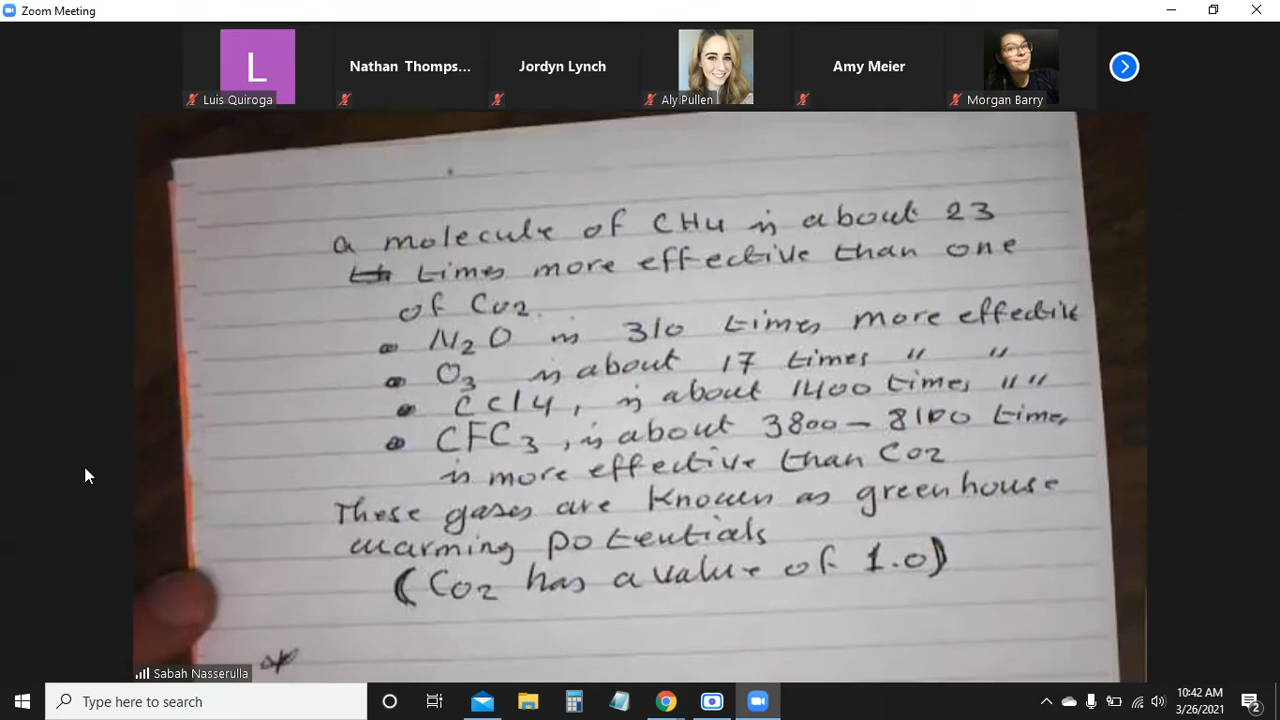 Zoom Meeting
L
Luis Quiroga
Nathan Thomps...
Jordyn Lynch
Aly Pullen
Amy Meier
Morgan Barry
a molecule of CH4 is about 23
times more effective than one
of CO2.
• N2O is 310 times more effective
• O3 is about 17 times " "
• CCl4, is about 1400 times " "
• CFC3, is about 3800 - 8100 times
is more effective than CO2
These gases are known as greenhouse
warming potentials
(CO2 has a value of 1.0)
*
Sabah Nasserulla
Type here to search
10:42 AM
3/26/2021
2